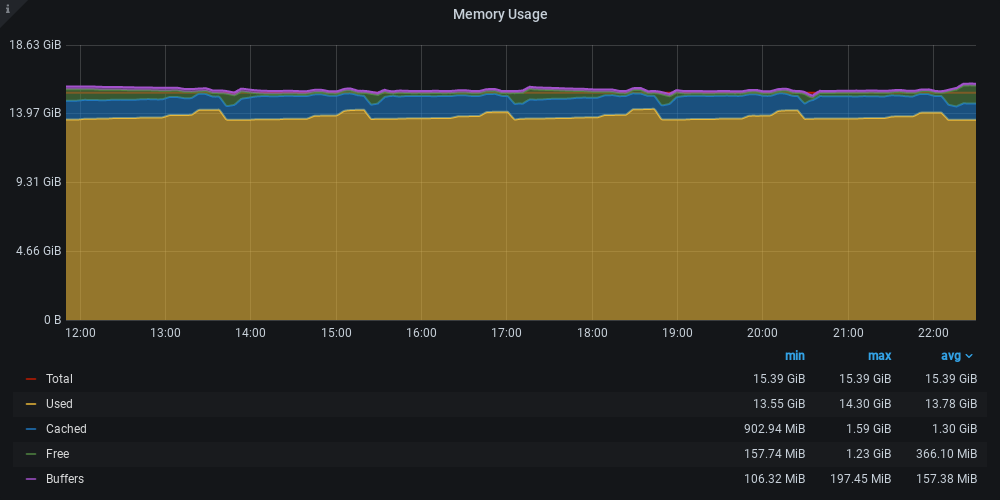 i
Memory Usage
18.63 GiB
13.97 GiB
9.31 GiB
4.66 GiB
0 B
12:00 13:00 14:00 15:00 16:00 17:00 18:00 19:00 20:00 21:00 22:00
min max avg
Total 15.39 GiB 15.39 GiB 15.39 GiB
Used 13.55 GiB 14.30 GiB 13.78 GiB
Cached 902.94 MiB 1.59 GiB 1.30 GiB
Free 157.74 MiB 1.23 GiB 366.10 MiB
Buffers 106.32 MiB 197.45 MiB 157.38 MiB